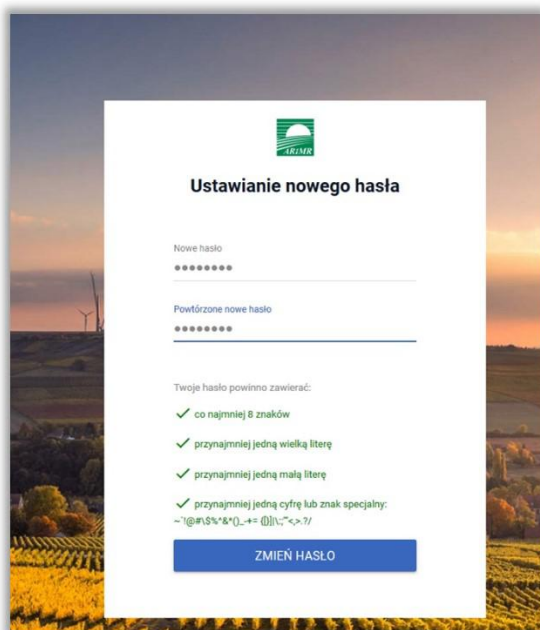 ARiMR
Ustawianie nowego hasła
Nowe hasło
••••••••
Powtórzone nowe hasło
••••••••
Twoje hasło powinno zawierać:
co najmniej 8 znaków
przynajmniej jedną wielką literę
przynajmniej jedną małą literę
przynajmniej jedną cyfrę lub znak specjalny:
~`!@#\$%^&*()_-+= {[}]|\:;"'<,>.?/
ZMIEŃ HASŁO